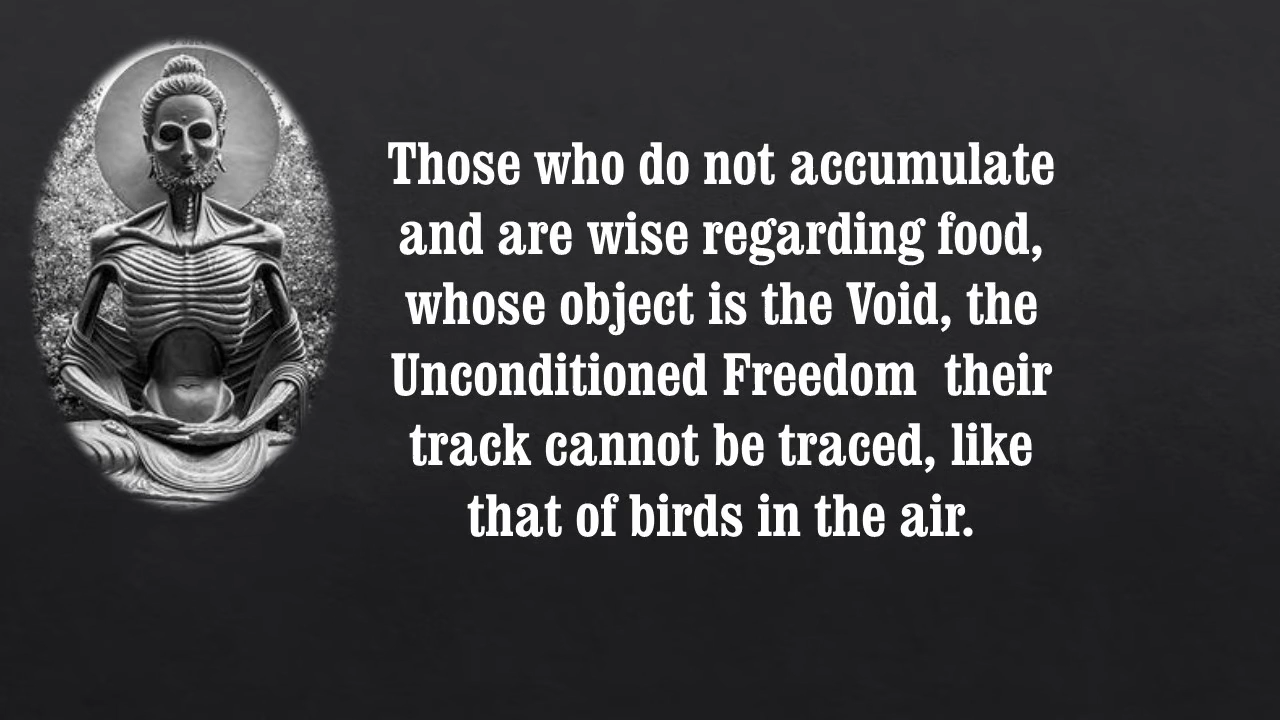 Those who do not accumulate
and are wise regarding food,
whose object is the Void, the
Unconditioned Freedom  their
track cannot be traced, like
that of birds in the air.